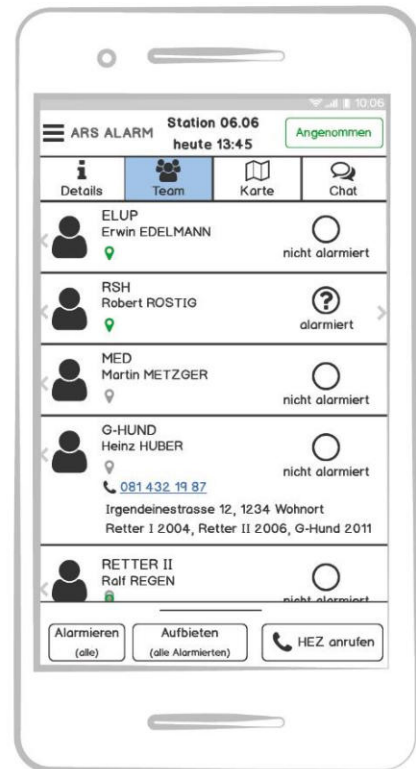 10:06
ARS ALARM
Station 06.06
heute 13:45
Angenommen
Details
Team
Karte
Chat
ELUP
Erwin EDELMANN
nicht alarmiert
RSH
Robert ROSTIG
alarmiert
MED
Martin METZGER
nicht alarmiert
G-HUND
Heinz HUBER
nicht alarmiert
081 432 19 87
Irgendeinestrasse 12, 1234 Wohnort
Retter I 2004, Retter II 2006, G-Hund 2011
RETTER II
Ralf REGEN
nicht alarmiert
Alarmieren
(alle)
Aufbieten
(alle Alarmierten)
HEZ anrufen